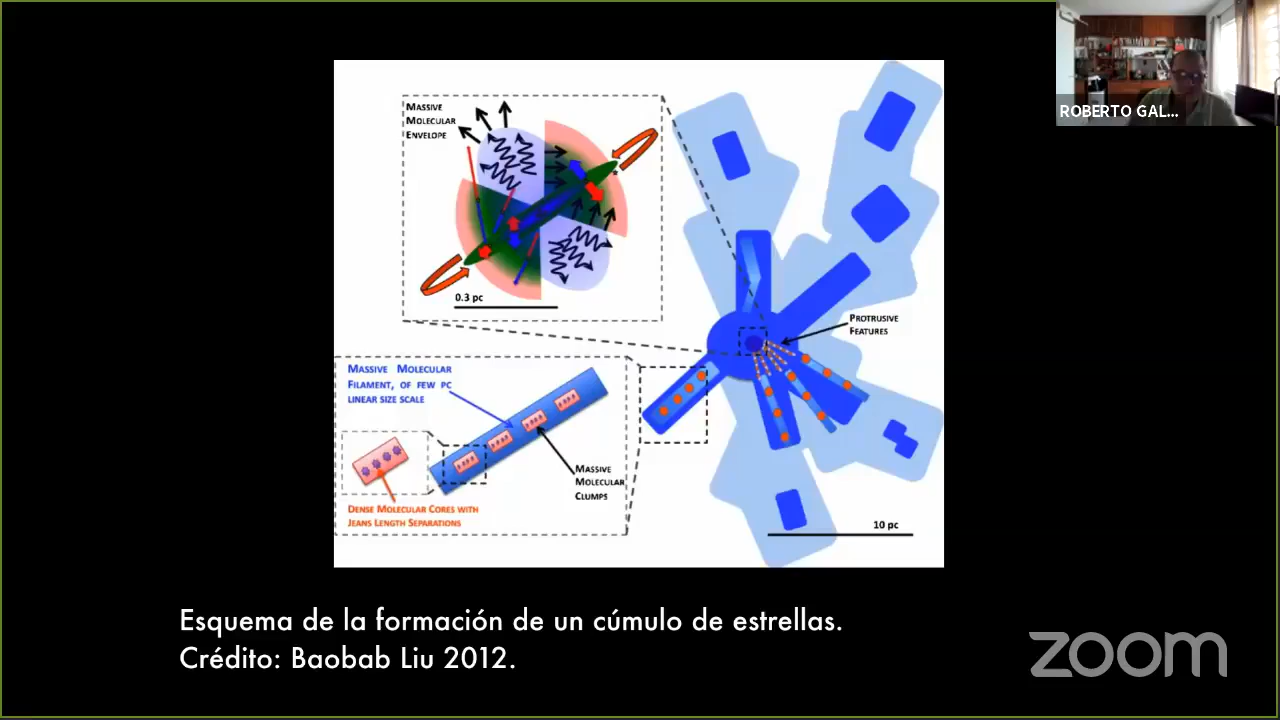 ROBERTO GAL...
MASSIVE
MOLECULAR
ENVELOPE
0.3 pc
PROTRUSIVE
FEATURES
MASSIVE MOLECULAR
FILAMENT, OF FEW PC
LINEAR SIZE SCALE
MASSIVE
MOLECULAR
CLUMPS
DENSE MOLECULAR CORES WITH
JEANS LENGTH SEPARATIONS
10 pc
Esquema de la formación de un cúmulo de estrellas.
Crédito: Baobab Liu 2012.
zoom